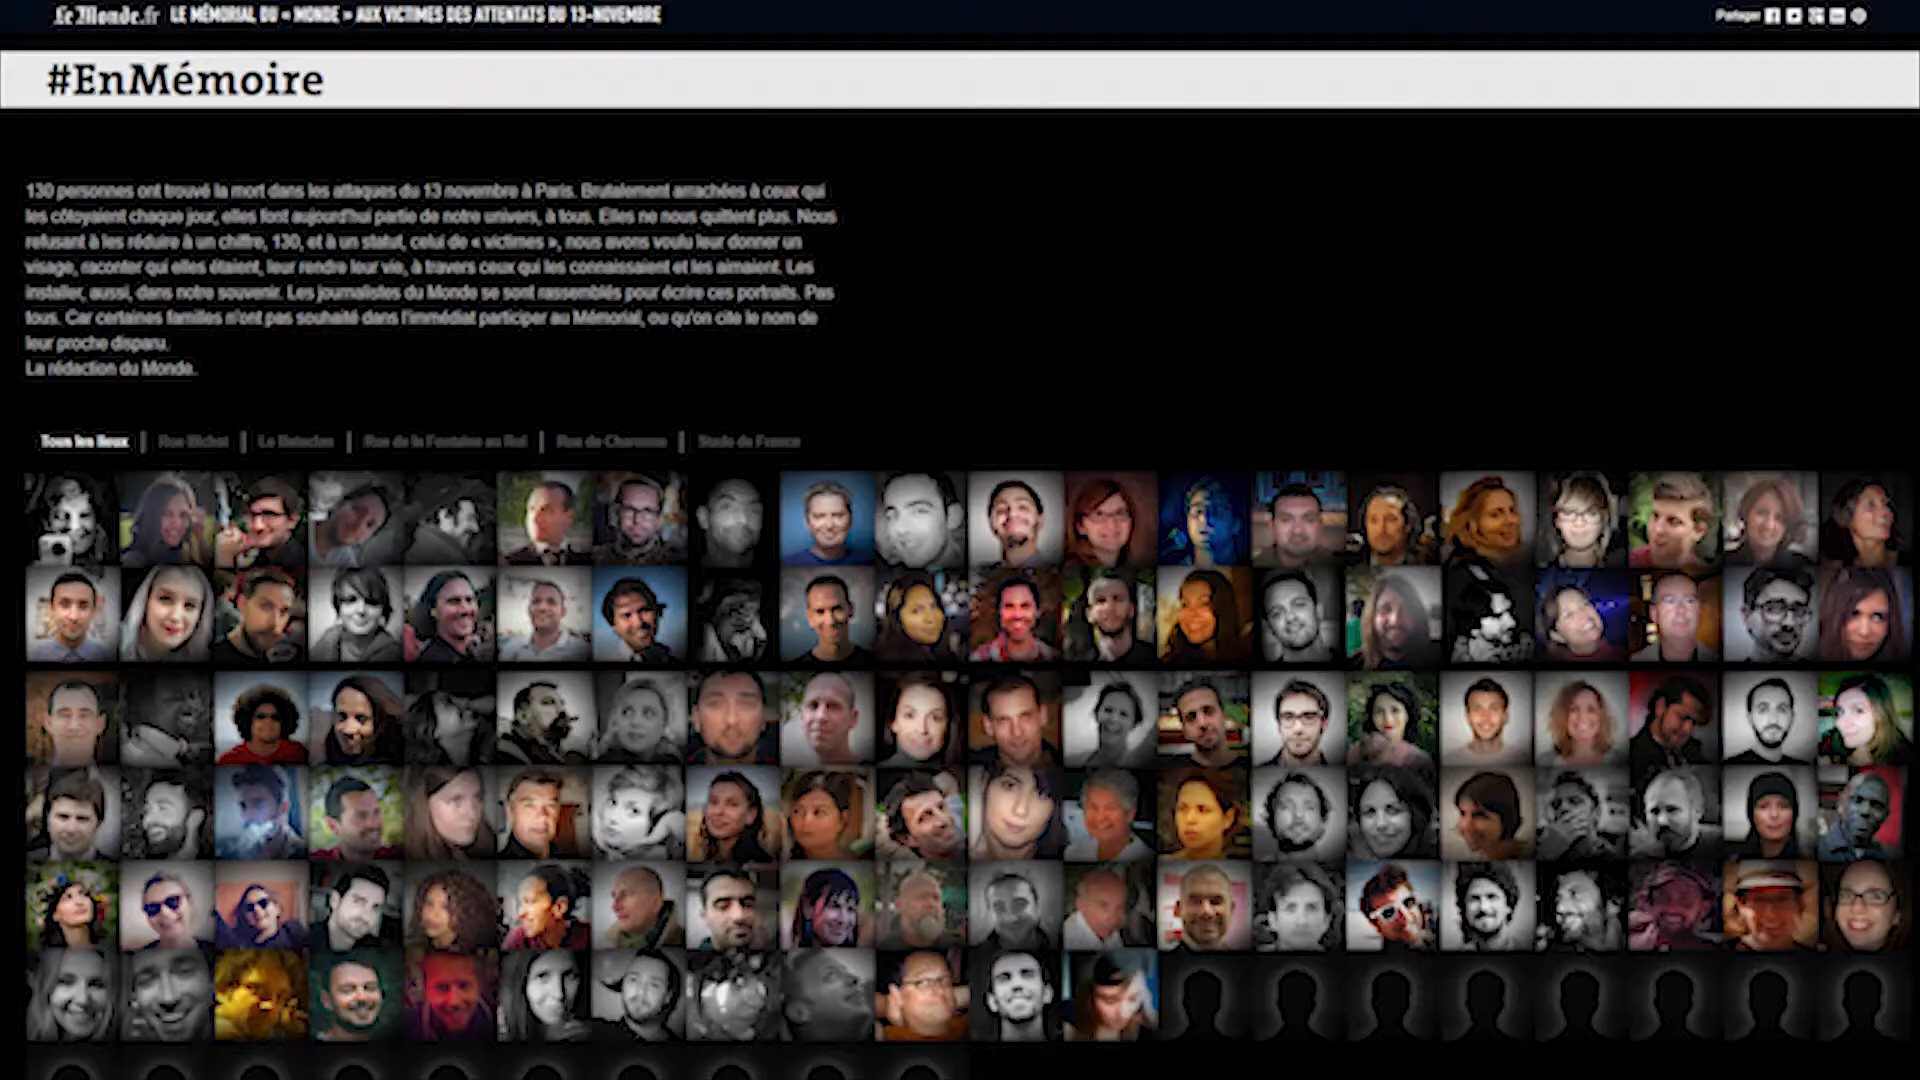 Le Monde.fr LE MÉMORIAL DU « MONDE » AUX VICTIMES DES ATTENTATS DU 13-NOVEMBRE
Partager
#EnMémoire
130 personnes ont trouvé la mort dans les attaques du 13 novembre à Paris. Brutalement arrachées à ceux qui
les côtoyaient chaque jour, elles font aujourd'hui partie de notre univers, à tous. Elles ne nous quittent plus. Nous
refusant à les réduire à un chiffre, 130, et à un statut, celui de « victimes », nous avons voulu leur donner un
visage, raconter qui elles étaient, leur rendre leur vie, à travers ceux qui les connaissaient et les aimaient. Les
installer, aussi, dans notre souvenir. Les journalistes du Monde se sont rassemblés pour écrire ces portraits. Pas
tous. Car certaines familles n'ont pas souhaité dans l'immédiat participer au Mémorial, ou qu'on cite le nom de
leur proche disparu.
La rédaction du Monde.
Tous les lieux | Rue Bichat | Le Bataclan | Rue de la Fontaine au Roi | Rue de Charonne | Stade de France